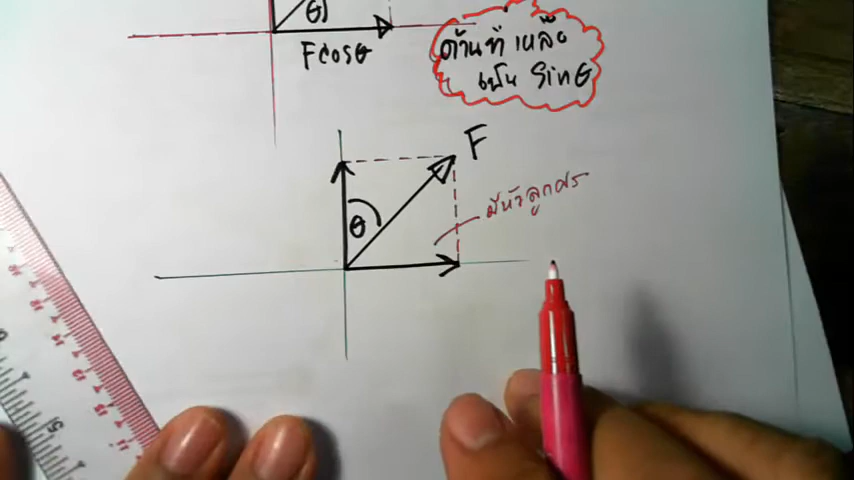 θ
Fcosθ
ด้านที่ เหลือ
เป็น Sinθ
F
θ
มีหัวลูกศร
5